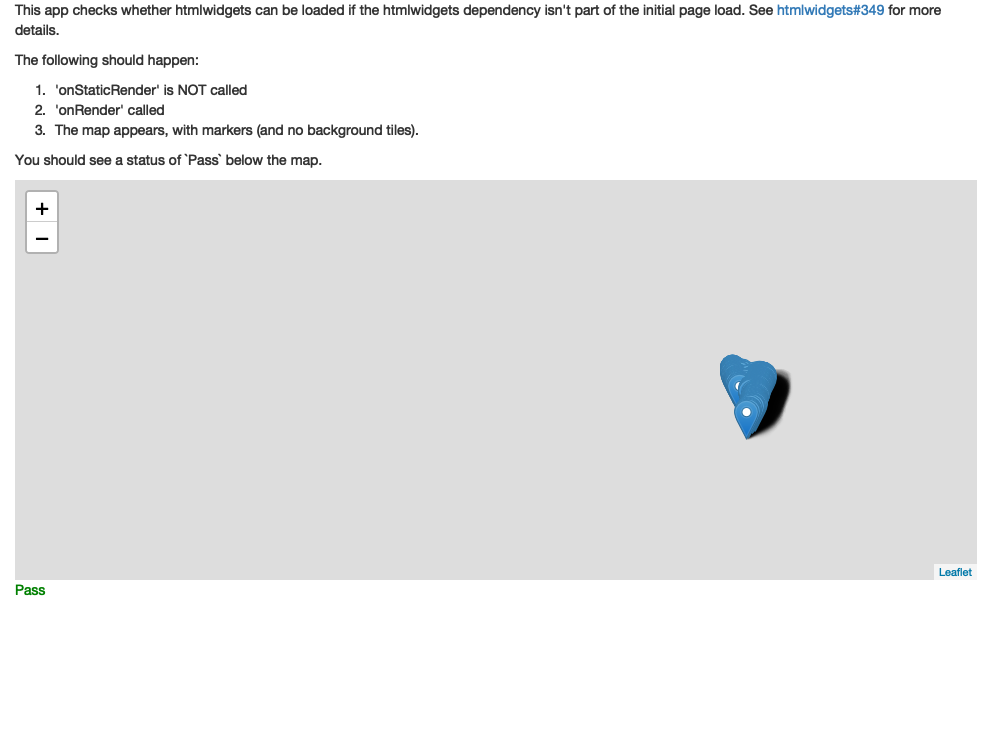 This app checks whether htmlwidgets can be loaded if the htmlwidgets dependency isn't part of the initial page load. See htmlwidgets#349 for more
details.
The following should happen:
1. 'onStaticRender' is NOT called
2. 'onRender' called
3. The map appears, with markers (and no background tiles).
You should see a status of `Pass` below the map.
+
−
Leaflet
Pass